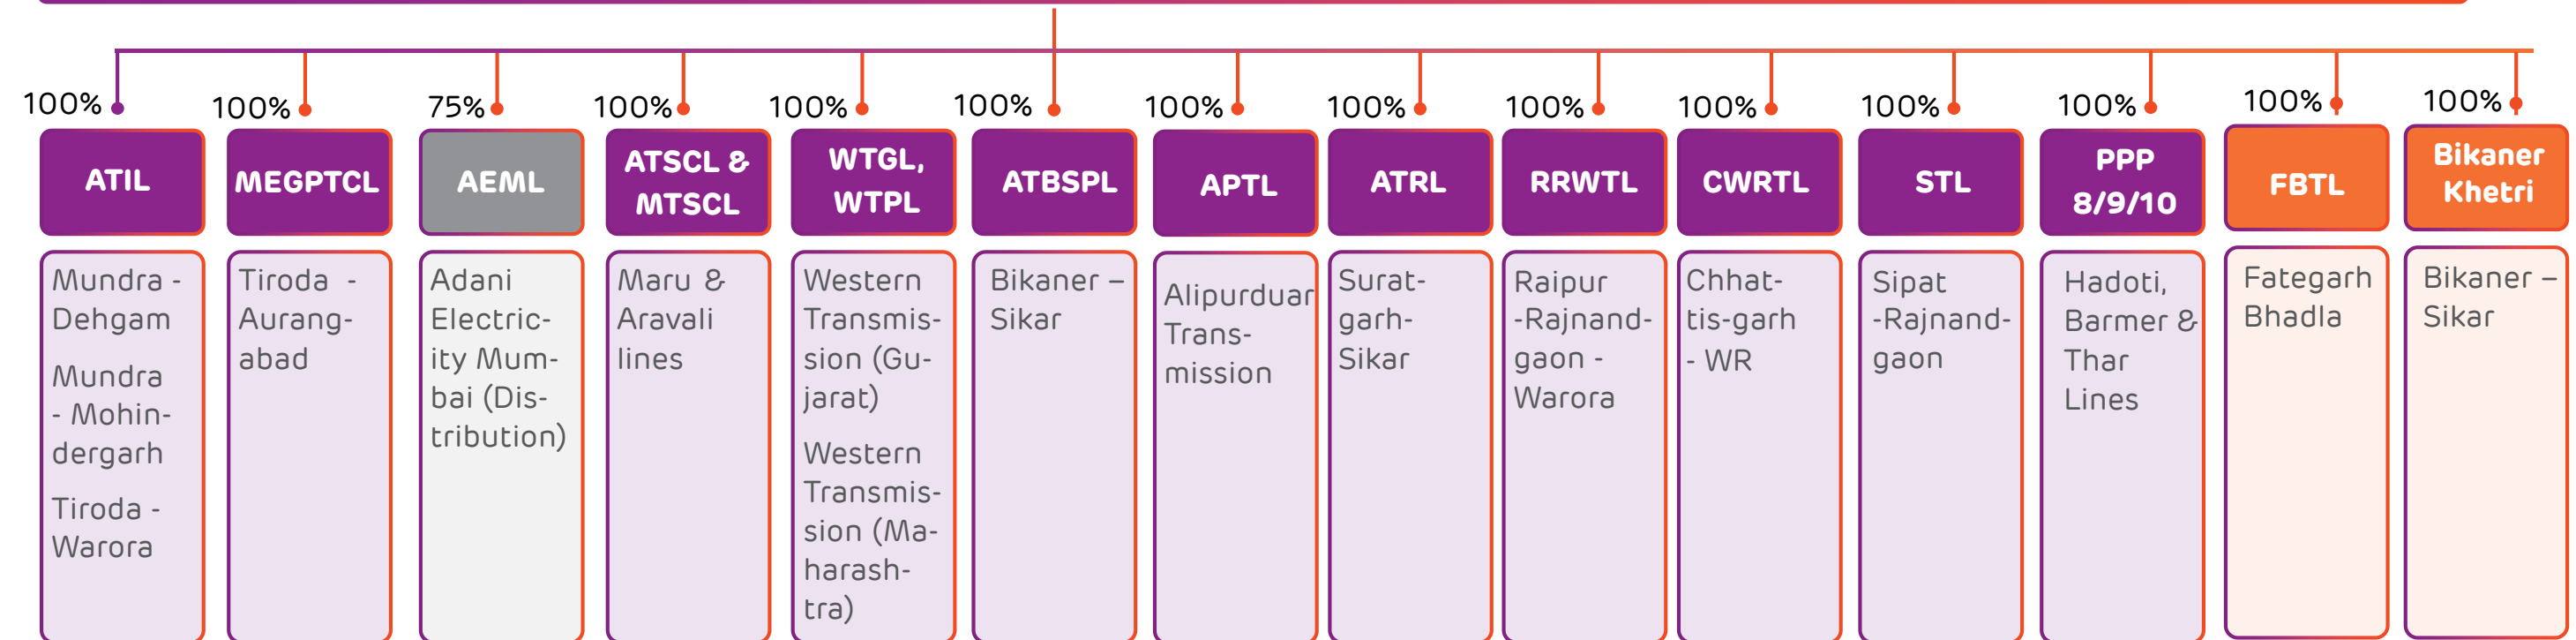 100%
100%
75%
100%
100%
100%
100%
100%
100%
100%
100%
100%
100%
100%
ATIL
MEGPTCL
AEML
ATSCL &
MTSCL
WTGL,
WTPL
ATBSPL
APTL
ATRL
RRWTL
CWRTL
STL
PPP
8/9/10
FBTL
Bikaner
Khetri
Mundra -
Dehgam
Mundra
- Mohin-
dergarh
Tiroda -
Warora
Tiroda -
Aurang-
abad
Adani
Electric-
ity Mum-
bai (Dis-
tribution)
Maru &
Aravali
lines
Western
Transmis-
sion (Gu-
jarat)
Western
Transmis-
sion (Ma-
harash-
tra)
Bikaner –
Sikar
Alipurduar
Trans-
mission
Surat-
garh-
Sikar
Raipur
-Rajnand-
gaon -
Warora
Chhat-
tis-garh
- WR
Sipat
-Rajnand-
gaon
Hadoti,
Barmer &
Thar
Lines
Fategarh
Bhadla
Bikaner –
Sikar